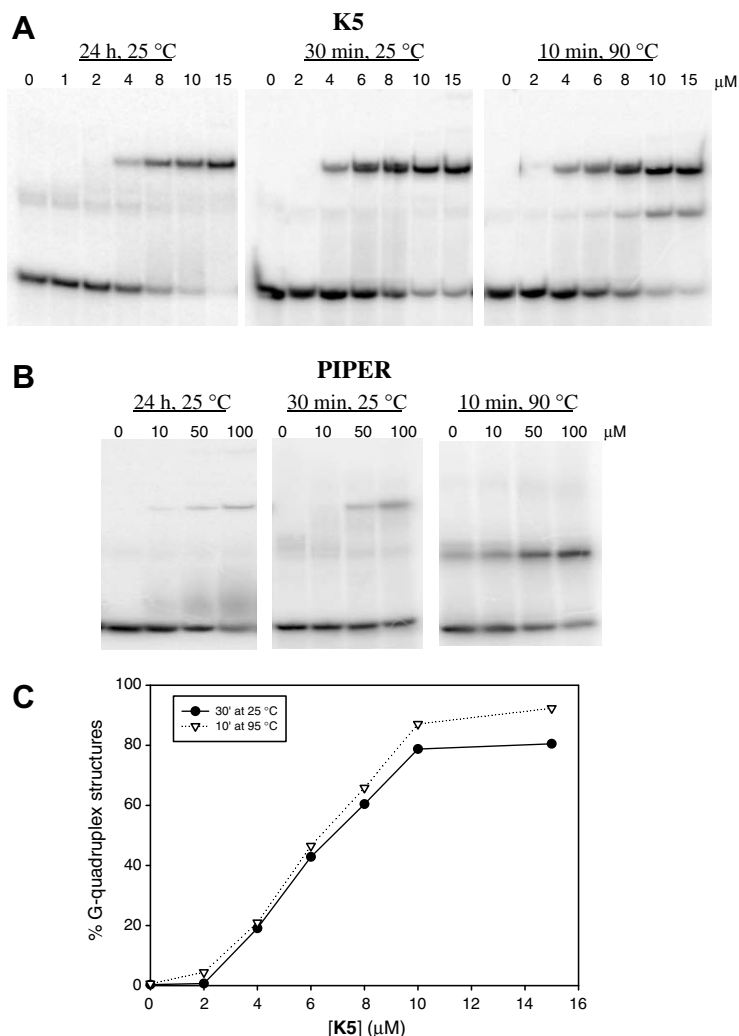 A
K5
24 h, 25 °C 30 min, 25 °C 10 min, 90 °C
0 1 2 4 8 10 15 0 2 4 6 8 10 15 0 2 4 6 8 10 15 μM
B
PIPER
24 h, 25 °C 30 min, 25 °C 10 min, 90 °C
0 10 50 100 0 10 50 100 0 10 50 100 μM
C
100
80
60
40
20
0
% G-quadruplex structures
30' at 25 °C
10' at 95 °C
0 2 4 6 8 10 12 14 16
[K5] (μM)